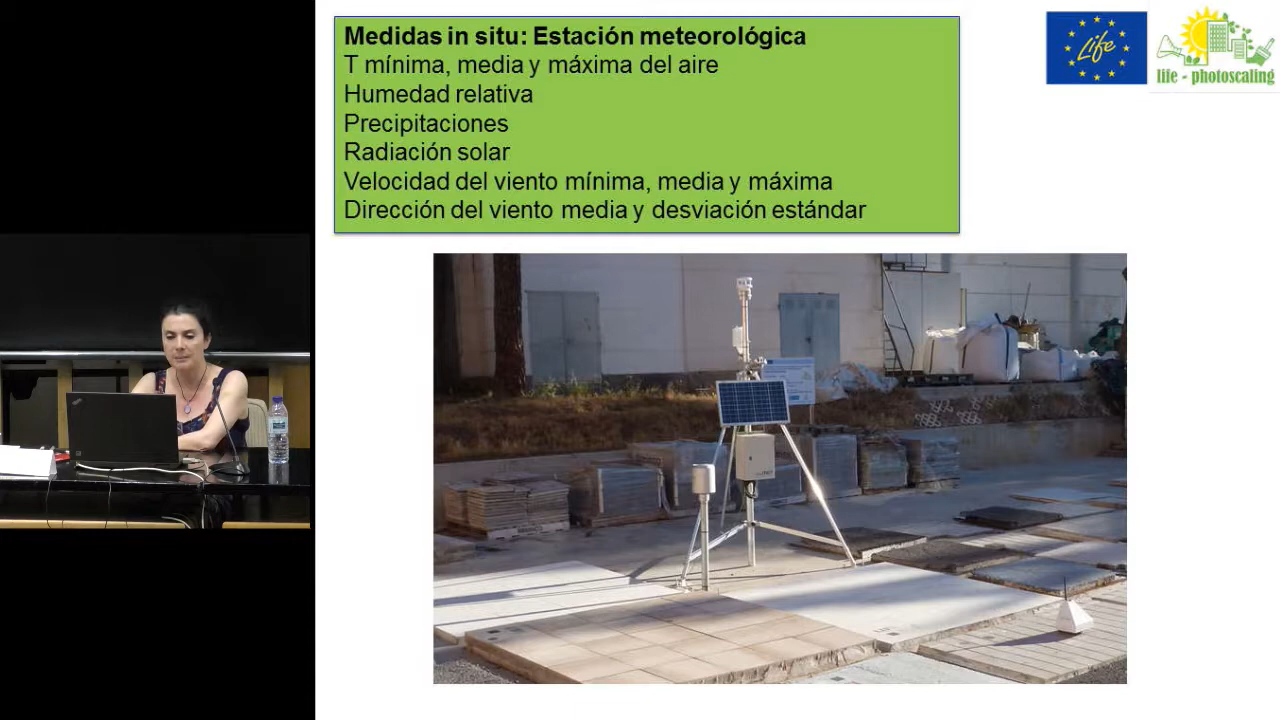 Medidas in situ: Estación meteorológica
T mínima, media y máxima del aire
Humedad relativa
Precipitaciones
Radiación solar
Velocidad del viento mínima, media y máxima
Dirección del viento media y desviación estándar
Life
life - photoscaling